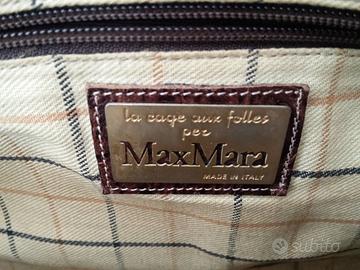 la cage aux folles
per
MaxMara
MADE IN ITALY
subito